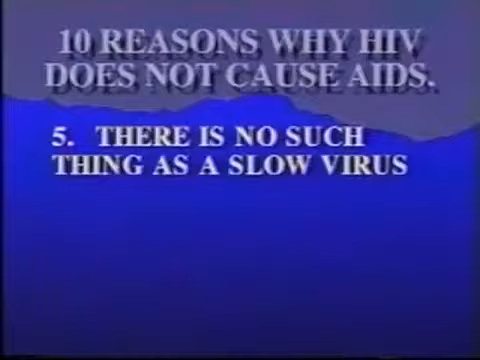 10 REASONS WHY HIV
DOES NOT CAUSE AIDS.
5. THERE IS NO SUCH
THING AS A SLOW VIRUS